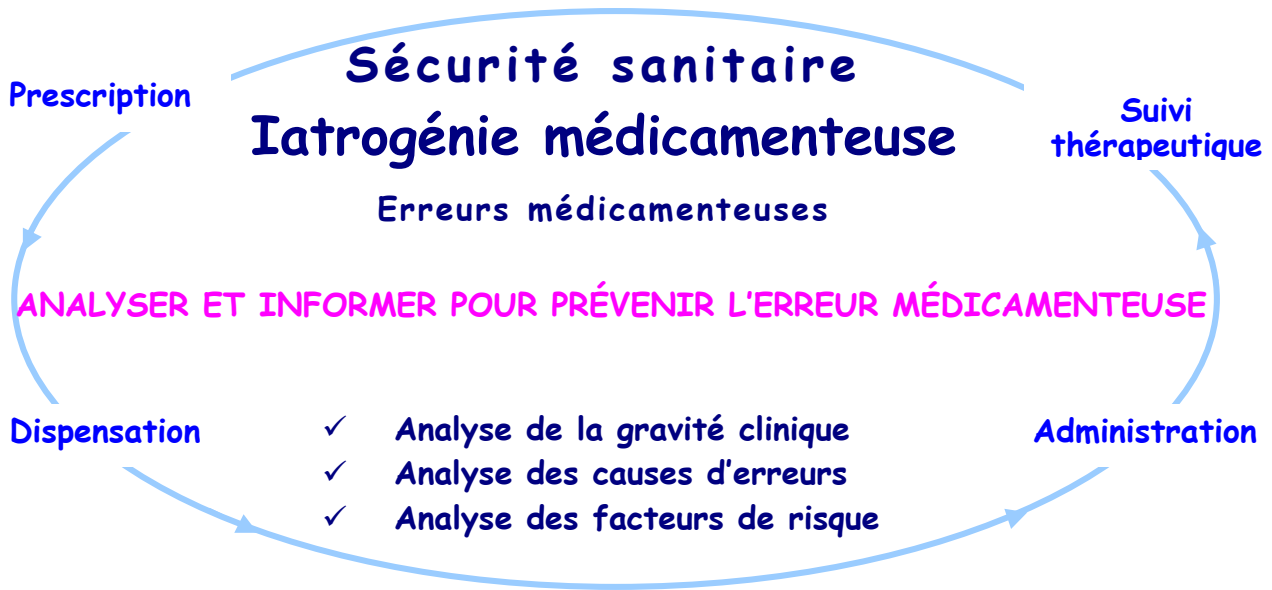 Sécurité sanitaire
Prescription
Iatrogénie médicamenteuse
Suivi
thérapeutique
Erreurs médicamenteuses
ANALYSER ET INFORMER POUR PRÉVENIR L'ERREUR MÉDICAMENTEUSE
Dispensation
✓ Analyse de la gravité clinique
✓ Analyse des causes d'erreurs
✓ Analyse des facteurs de risque
Administration